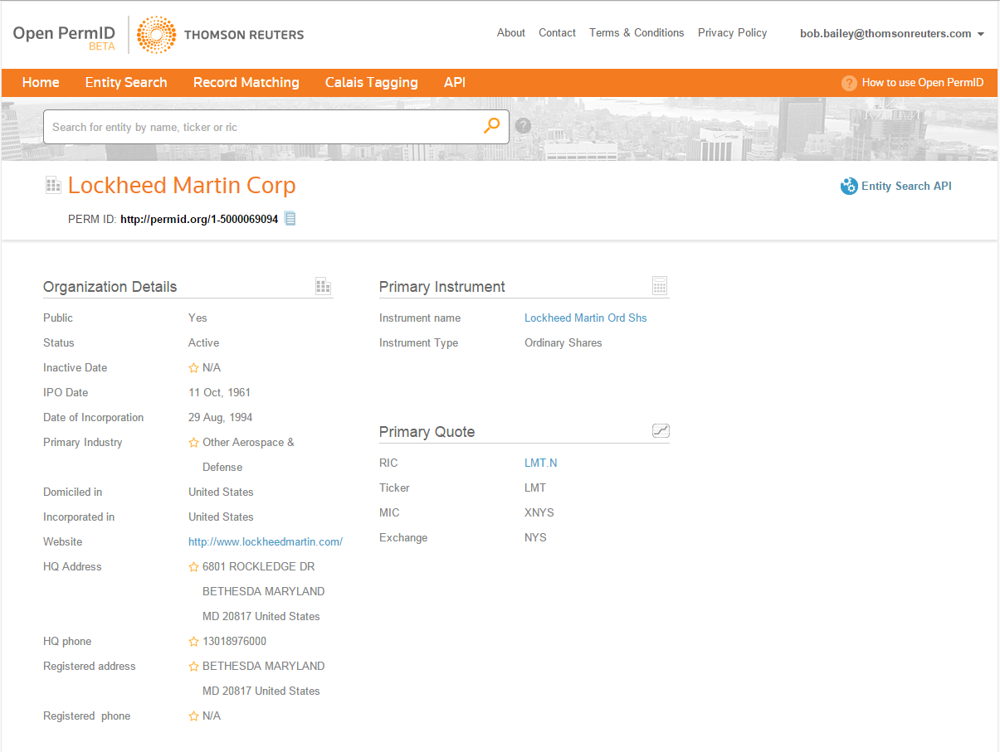 Open PermID
BETA
THOMSON REUTERS
About Contact Terms & Conditions Privacy Policy bob.bailey@thomsonreuters.com
Home Entity Search Record Matching Calais Tagging API ? How to use Open PermID
Search for entity by name, ticker or ric ?
Lockheed Martin Corp
Entity Search API
PERM ID: http://permid.org/1-5000069094
Organization Details
Public Yes
Status Active
Inactive Date N/A
IPO Date 11 Oct, 1961
Date of Incorporation 29 Aug, 1994
Primary Industry Other Aerospace &
Defense
Domiciled in United States
Incorporated in United States
Website http://www.lockheedmartin.com/
HQ Address 6801 ROCKLEDGE DR
BETHESDA MARYLAND
MD 20817 United States
HQ phone 13018976000
Registered address BETHESDA MARYLAND
MD 20817 United States
Registered phone N/A
Primary Instrument
Instrument name Lockheed Martin Ord Shs
Instrument Type Ordinary Shares
Primary Quote
RIC LMT.N
Ticker LMT
MIC XNYS
Exchange NYS